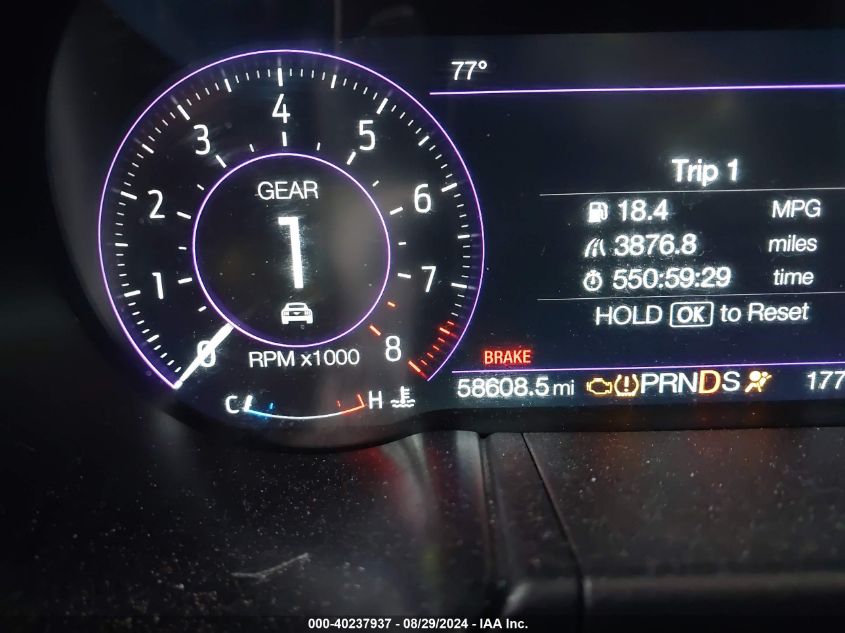 77°
4
3 5
2 6
1 7
0 8
GEAR
1
RPM x1000
C H
Trip 1
18.4 MPG
3876.8 miles
550:59:29 time
HOLD OK to Reset
BRAKE
58608.5 mi PRNDS 177
000-40237937 - 08/29/2024 - IAA Inc.